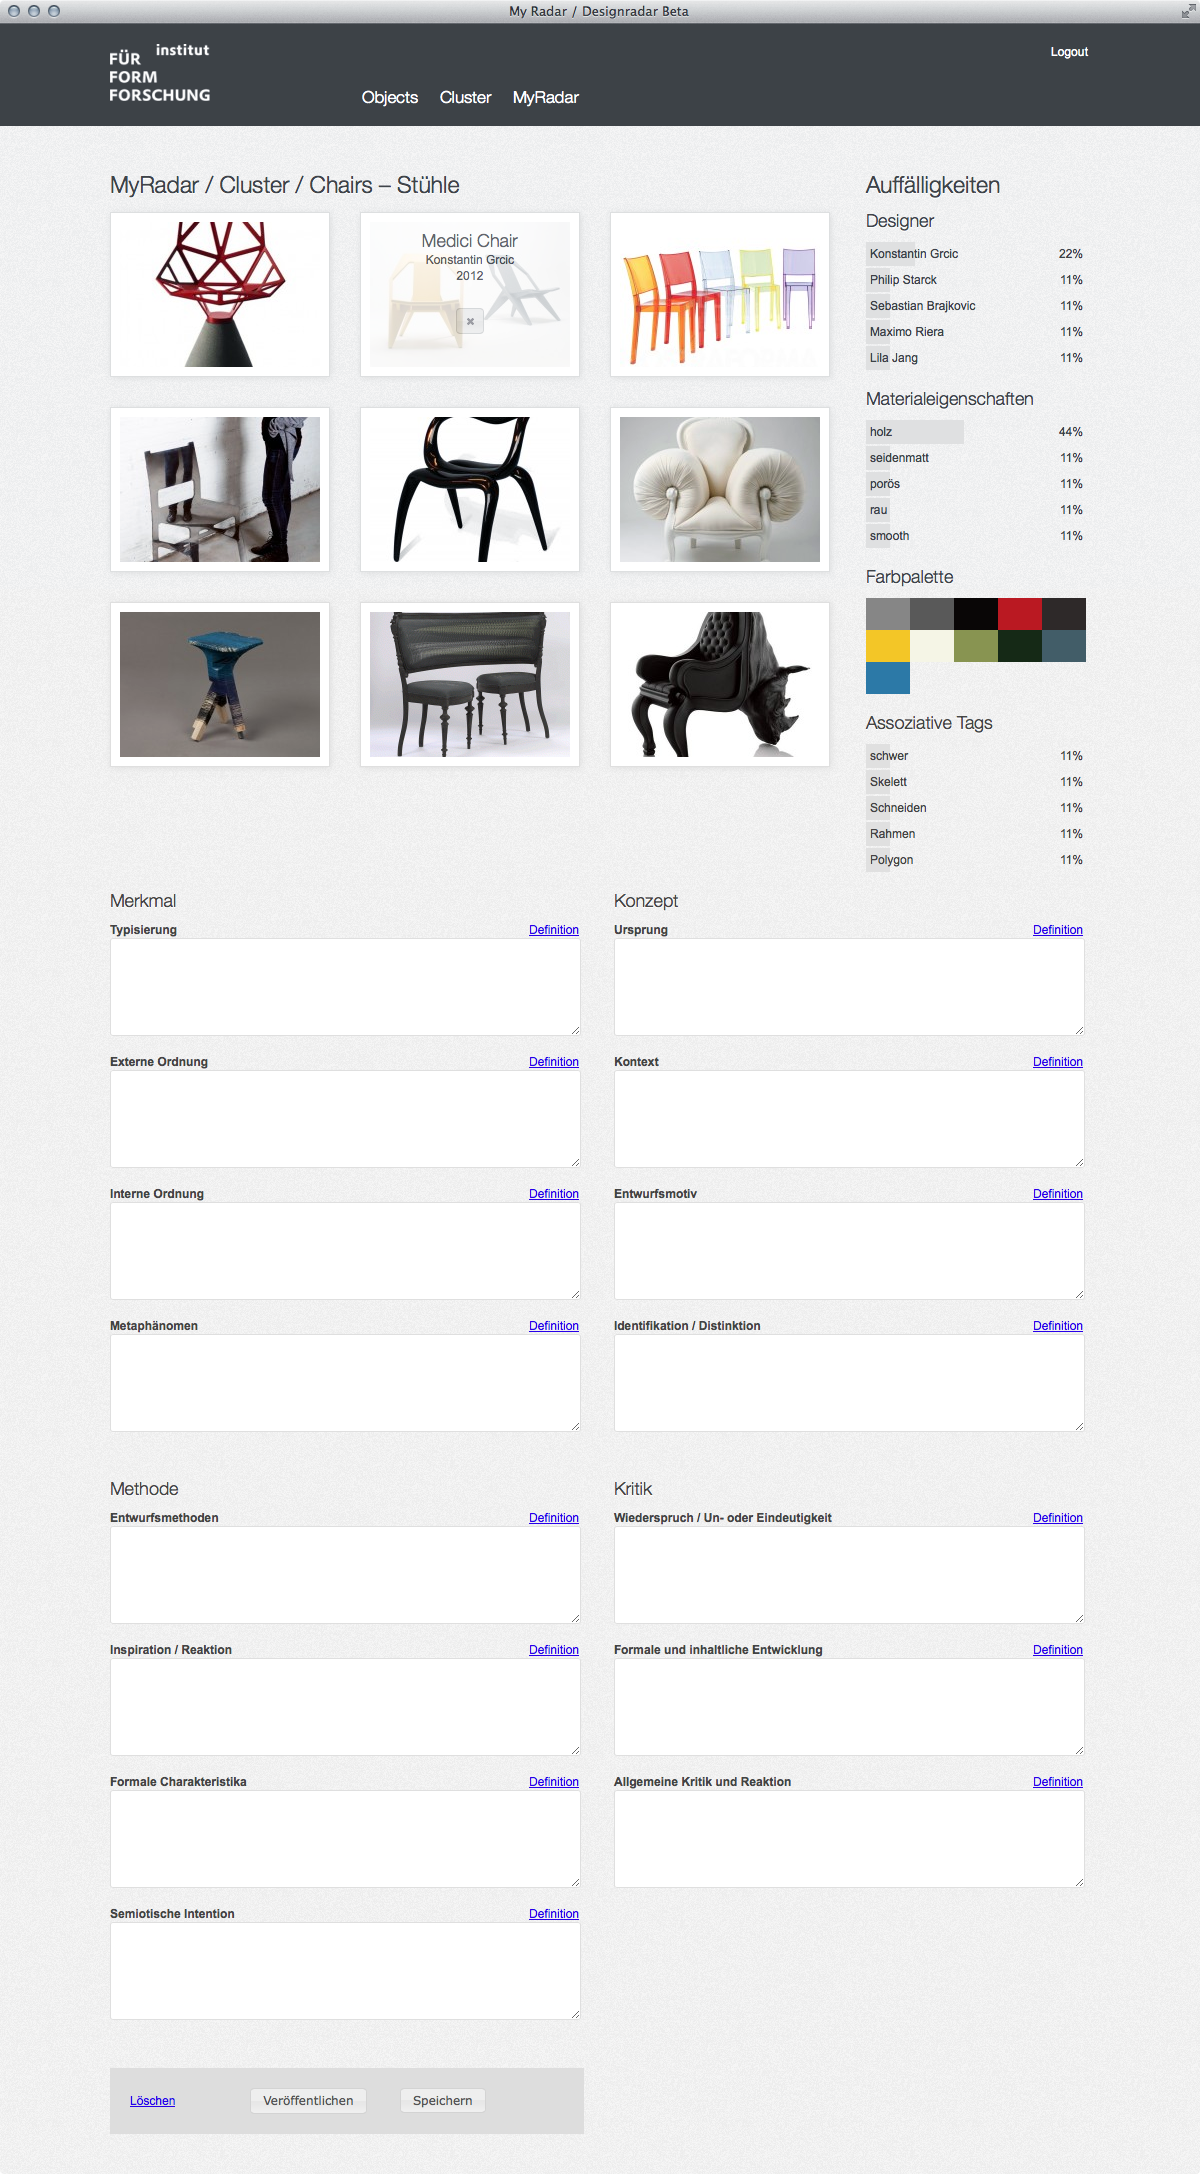 My Radar / Designradar Beta
institut
FÜR
FORM
FORSCHUNG
Objects Cluster MyRadar
Logout
MyRadar / Cluster / Chairs – Stühle
Medici Chair
Konstantin Grcic
2012
Auffälligkeiten
Designer
Konstantin Grcic 22%
Philip Starck 11%
Sebastian Brajkovic 11%
Maximo Riera 11%
Lila Jang 11%
Materialeigenschaften
holz 44%
seidenmatt 11%
porös 11%
rau 11%
smooth 11%
Farbpalette
Assoziative Tags
schwer 11%
Skelett 11%
Schneiden 11%
Rahmen 11%
Polygon 11%
Merkmal
Typisierung Definition
Externe Ordnung Definition
Interne Ordnung Definition
Metaphänomen Definition
Konzept
Ursprung Definition
Kontext Definition
Entwurfsmotiv Definition
Identifikation / Distinktion Definition
Methode
Entwurfsmethoden Definition
Inspiration / Reaktion Definition
Formale Charakteristika Definition
Semiotische Intention Definition
Kritik
Wiederspruch / Un- oder Eindeutigkeit Definition
Formale und inhaltliche Entwicklung Definition
Allgemeine Kritik und Reaktion Definition
Löschen Veröffentlichen Speichern